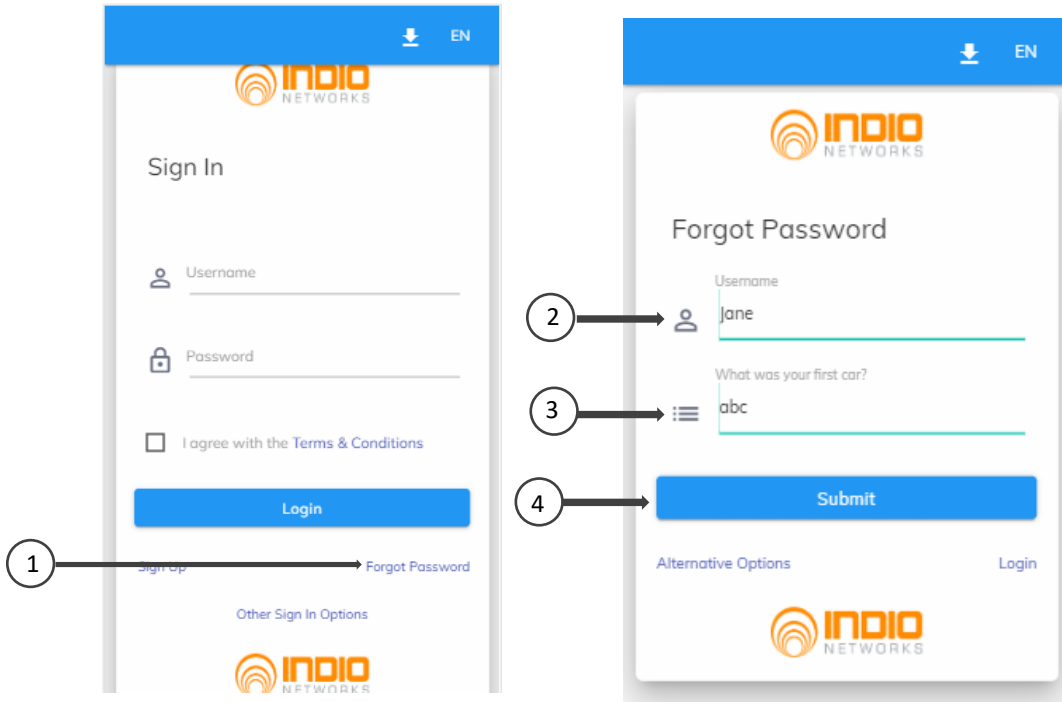 EN
INDIO
NETWORKS
Sign In
Username
Password
I agree with the Terms & Conditions
Login
1
Sign Up
Forgot Password
Other Sign In Options
INDIO
NETWORKS
EN
INDIO
NETWORKS
Forgot Password
Username
2
Jane
What was your first car?
3
abc
4
Submit
Alternative Options
Login
INDIO
NETWORKS